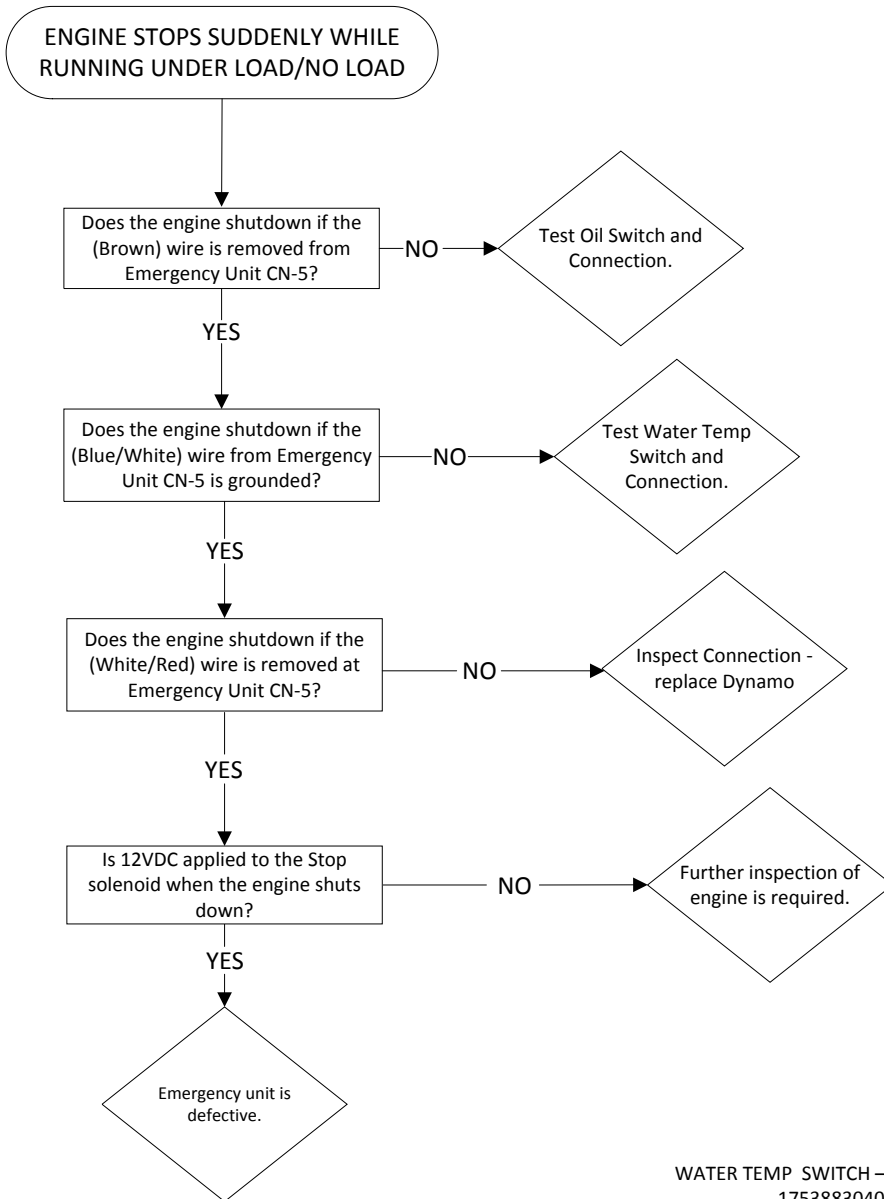 ENGINE STOPS SUDDENLY WHILE
RUNNING UNDER LOAD/NO LOAD
Does the engine shutdown if the
(Brown) wire is removed from
Emergency Unit CN-5?
NO
Test Oil Switch and
Connection.
YES
Does the engine shutdown if the
(Blue/White) wire from Emergency
Unit CN-5 is grounded?
NO
Test Water Temp
Switch and
Connection.
YES
Does the engine shutdown if the
(White/Red) wire is removed at
Emergency Unit CN-5?
NO
Inspect Connection -
replace Dynamo
YES
Is 12VDC applied to the Stop
solenoid when the engine shuts
down?
NO
Further inspection of
engine is required.
YES
Emergency unit is
defective.
WATER TEMP SWITCH –
1753883040